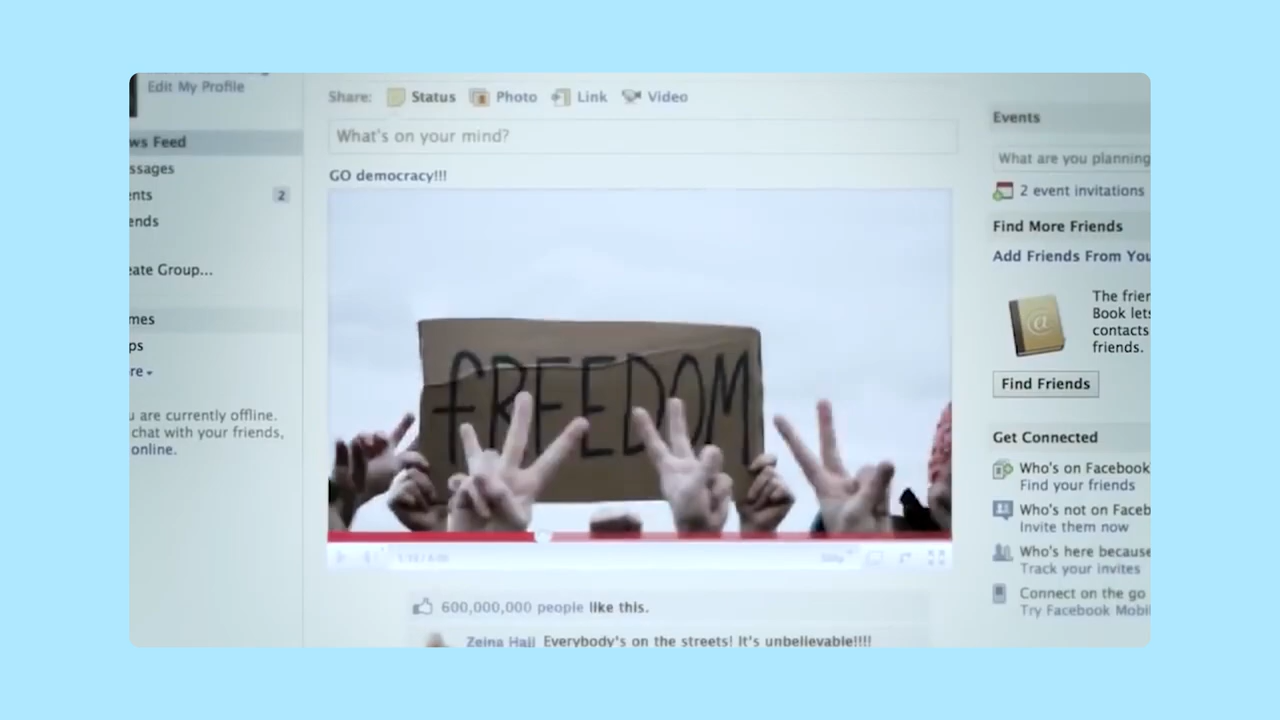 Edit My Profile
ws Feed
ssages
ents 2
ends
eate Group...
mes
ps
re
u are currently offline.
chat with your friends,
online.
Share: Status Photo Link Video
What's on your mind?
GO democracy!!!
FREEDOM
600,000,000 people like this.
Zeina Hajj Everybody's on the streets! It's unbelievable!!!!
Events
What are you planning
2 event invitations
Find More Friends
Add Friends From You
The frien
Book lets
contacts
friends.
Find Friends
Get Connected
Who's on Facebook
Find your friends
Who's not on Faceb
Invite them now
Who's here because
Track your invites
Connect on the go
Try Facebook Mobil